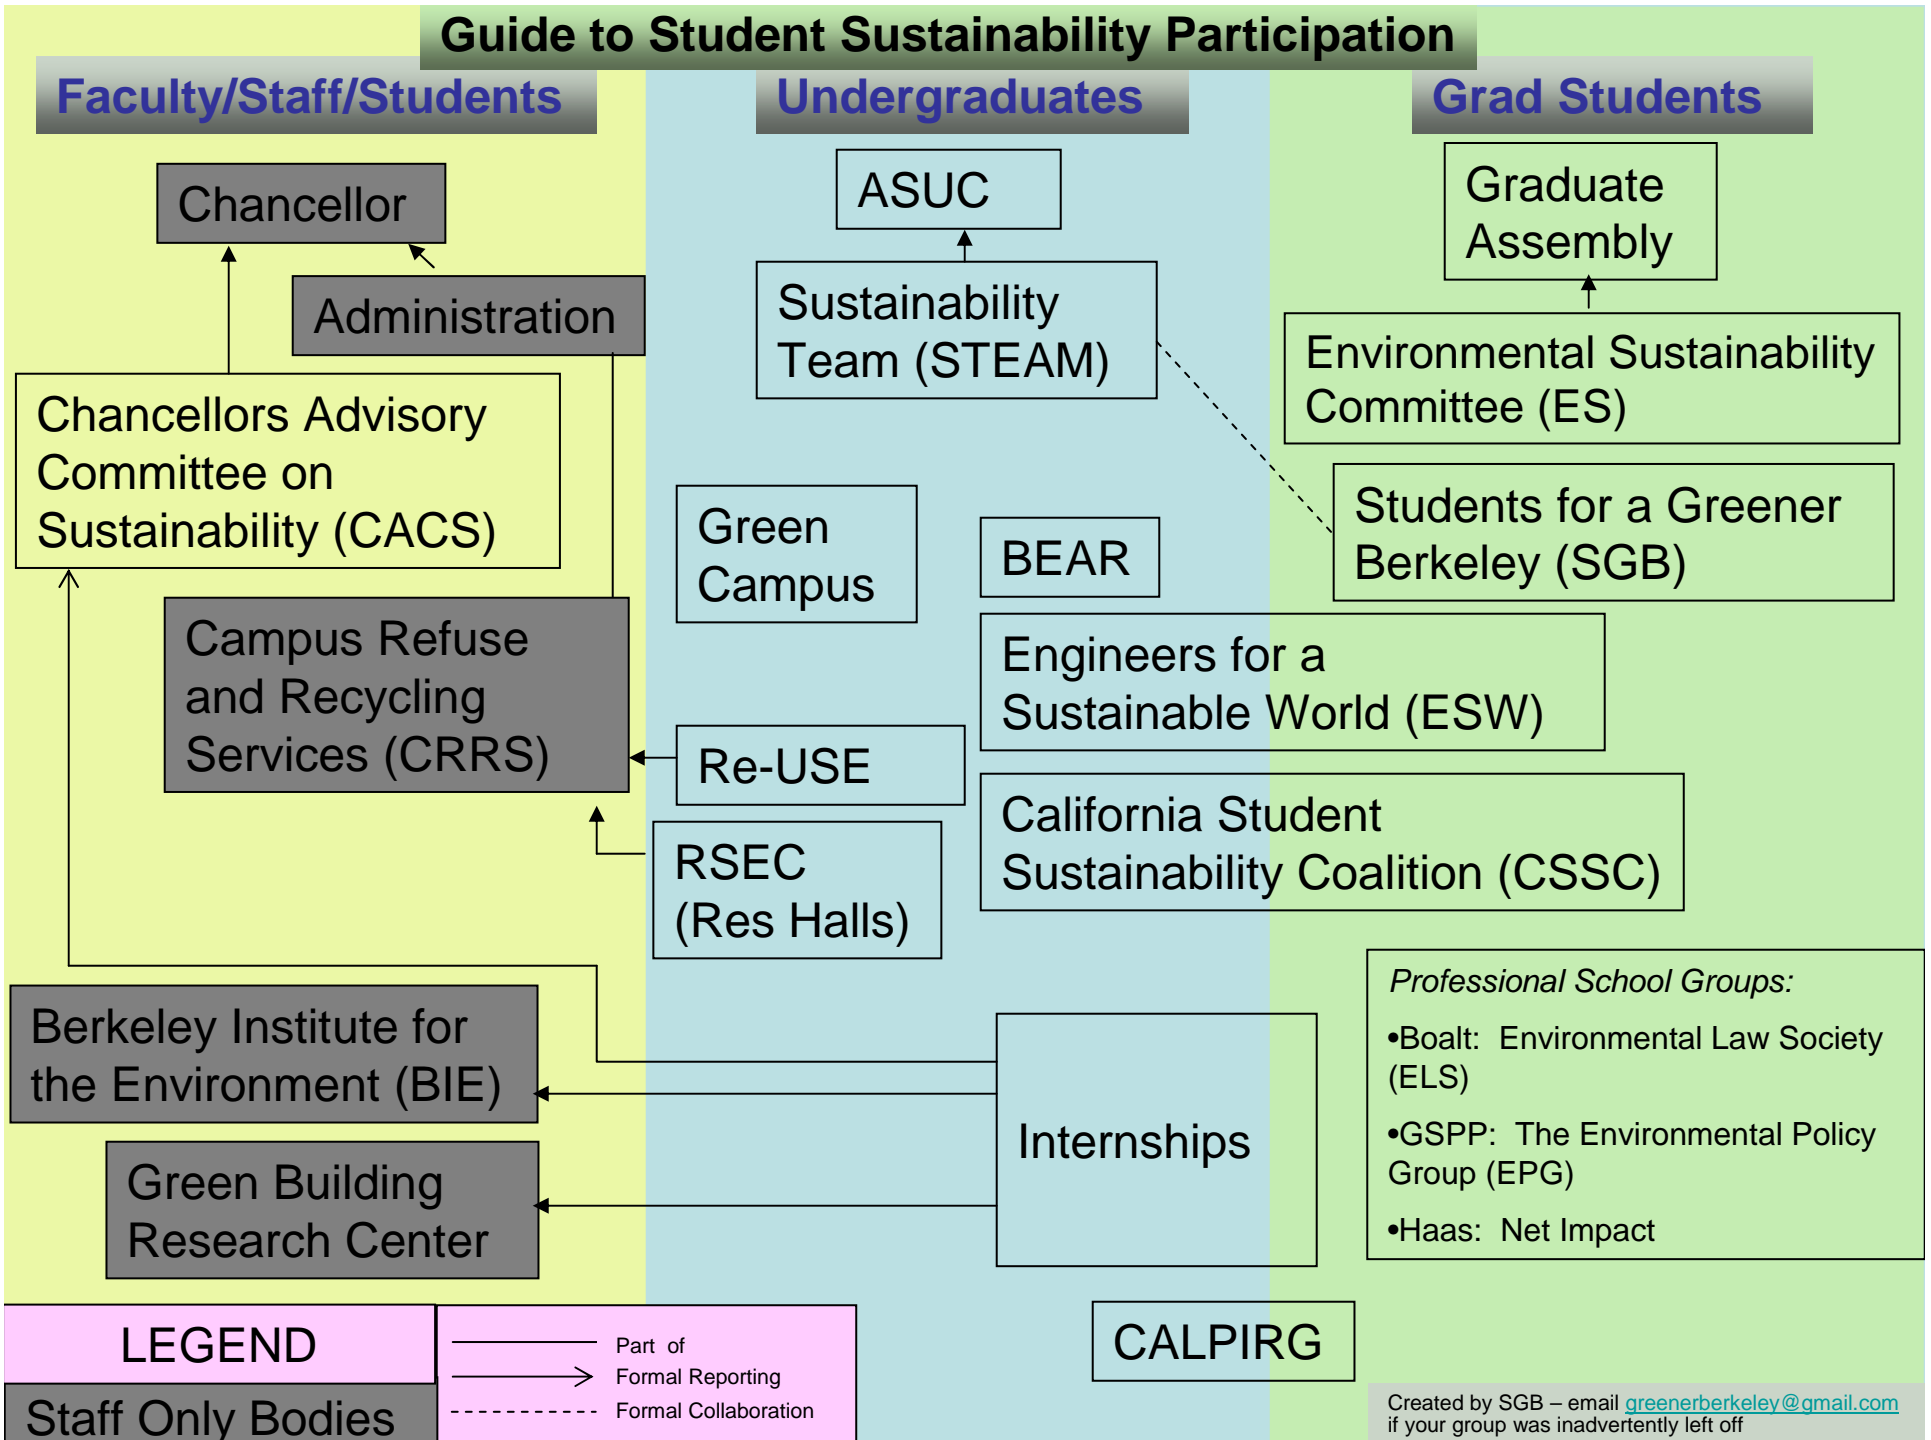 Guide to Student Sustainability Participation
Faculty/Staff/Students
Undergraduates
Grad Students
Chancellor
Administration
Chancellors Advisory
Committee on
Sustainability (CACS)
Campus Refuse
and Recycling
Services (CRRS)
Berkeley Institute for
the Environment (BIE)
Green Building
Research Center
ASUC
Sustainability
Team (STEAM)
Green
Campus
BEAR
Engineers for a
Sustainable World (ESW)
Re-USE
California Student
Sustainability Coalition (CSSC)
RSEC
(Res Halls)
Internships
CALPIRG
Graduate
Assembly
Environmental Sustainability
Committee (ES)
Students for a Greener
Berkeley (SGB)
Professional School Groups:
•Boalt: Environmental Law Society
(ELS)
•GSPP: The Environmental Policy
Group (EPG)
•Haas: Net Impact
LEGEND
Staff Only Bodies
Part of
Formal Reporting
Formal Collaboration
Created by SGB – email greenerberkeley@gmail.com
if your group was inadvertently left off